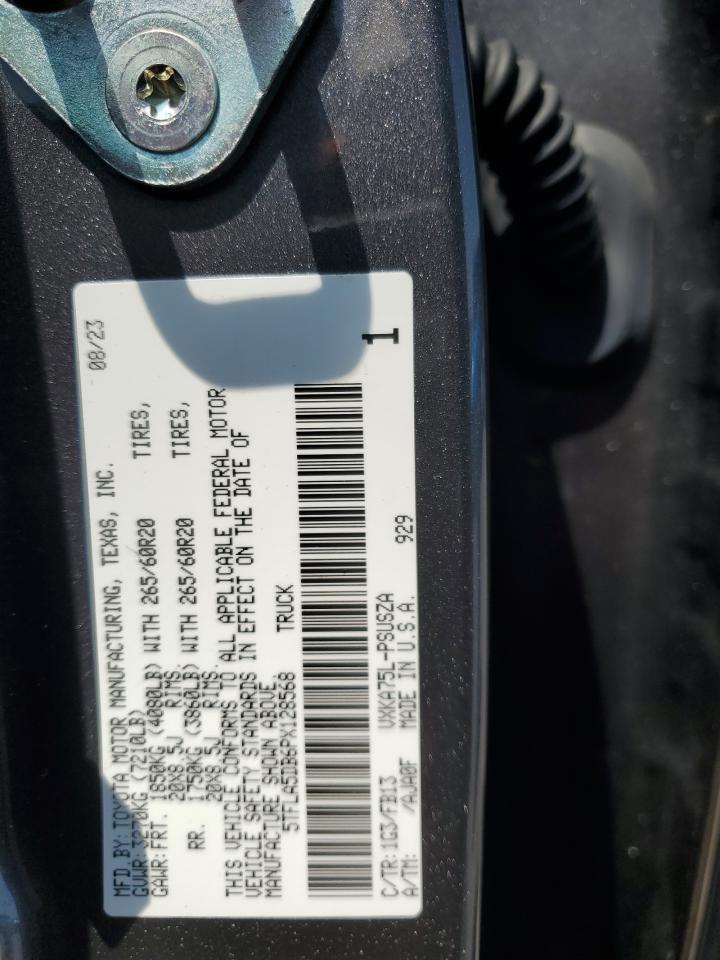 MFD.BY:TOYOTA MOTOR MANUFACTURING, TEXAS, INC. 08/23
GVWR:3270KG (7210LB)
GAWR:FRT. 1850KG (4080LB) WITH 265/60R20 TIRES,
20X8.5J RIMS.
RR. 1750KG (3860LB) WITH 265/60R20 TIRES,
20X8.5J RIMS.
THIS VEHICLE CONFORMS TO ALL APPLICABLE FEDERAL MOTOR
VEHICLE SAFETY STANDARDS IN EFFECT ON THE DATE OF
MANUFACTURE SHOWN ABOVE.
5TFLA5DB6PX128568 TRUCK
1
C/TR:1G3/FB13 VXKA75L-PSUSZA
A/TM: /AJA0F MADE IN U.S.A. 929